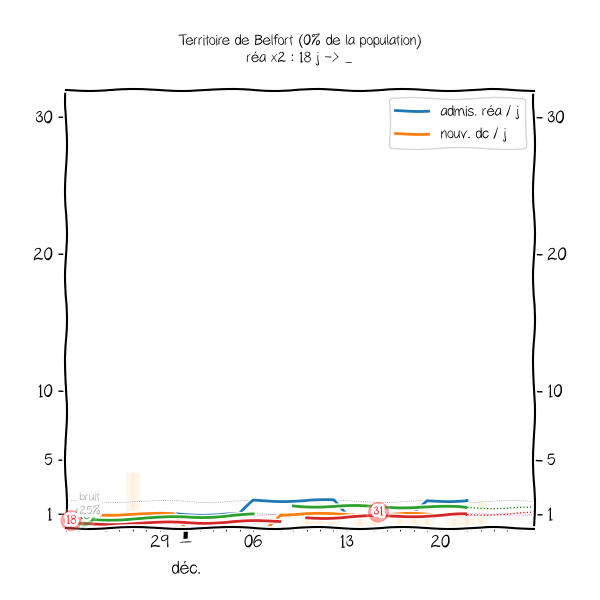 Territoire de Belfort (0% de la population)
réa x2 : 18 j -> _
admis. réa / j
nouv. dc / j
30
30
20
20
10
10
5
5
bruit
25%
1
1
18
31
29
06
13
20
déc.